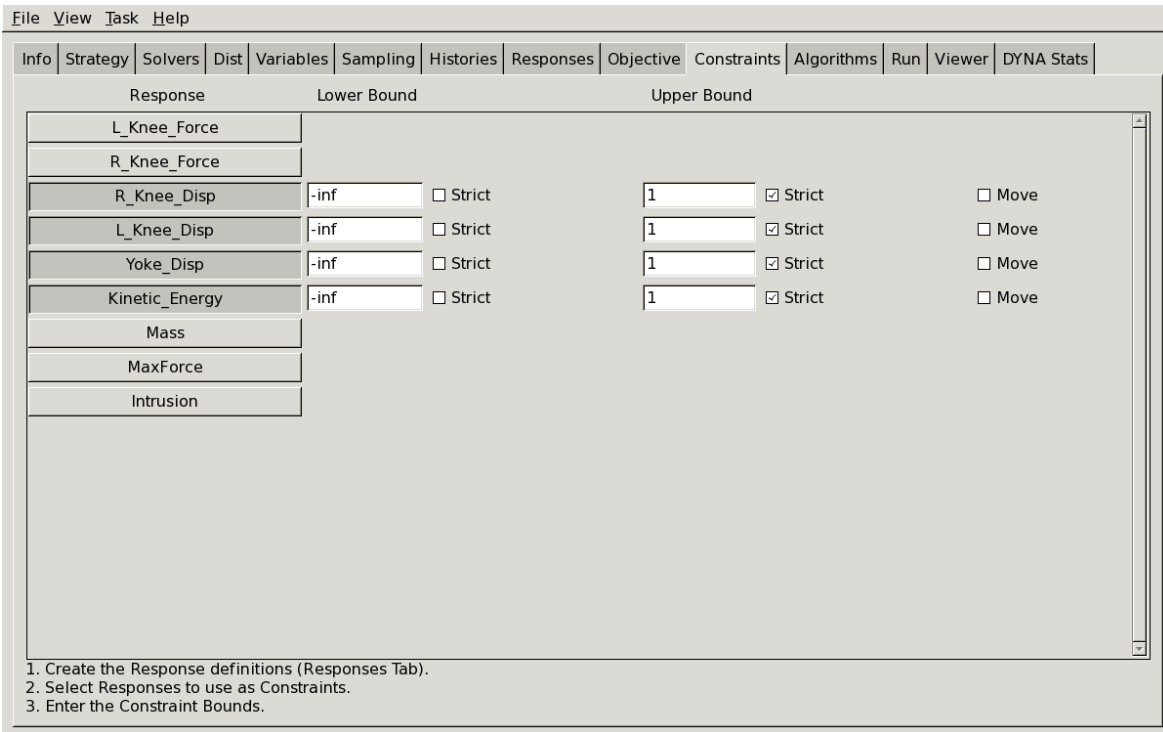 File View Task Help
Info Strategy Solvers Dist Variables Sampling Histories Responses Objective Constraints Algorithms Run Viewer DYNA Stats
Response Lower Bound Upper Bound
L_Knee_Force
R_Knee_Force
R_Knee_Disp -inf Strict 1 Strict Move
L_Knee_Disp -inf Strict 1 Strict Move
Yoke_Disp -inf Strict 1 Strict Move
Kinetic_Energy -inf Strict 1 Strict Move
Mass
MaxForce
Intrusion
1. Create the Response definitions (Responses Tab).
2. Select Responses to use as Constraints.
3. Enter the Constraint Bounds.